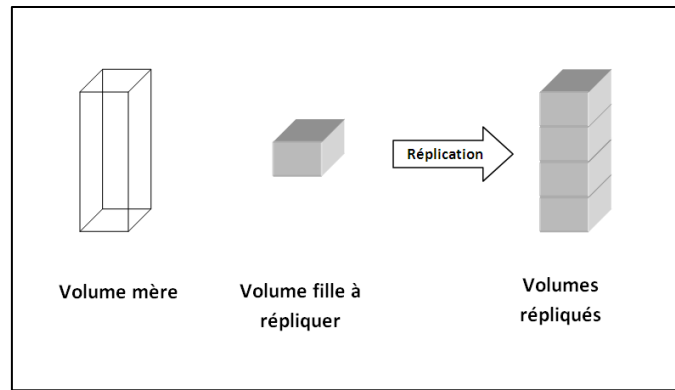 Réplication
Volume mère
Volume fille à
répliquer
Volumes
répliqués